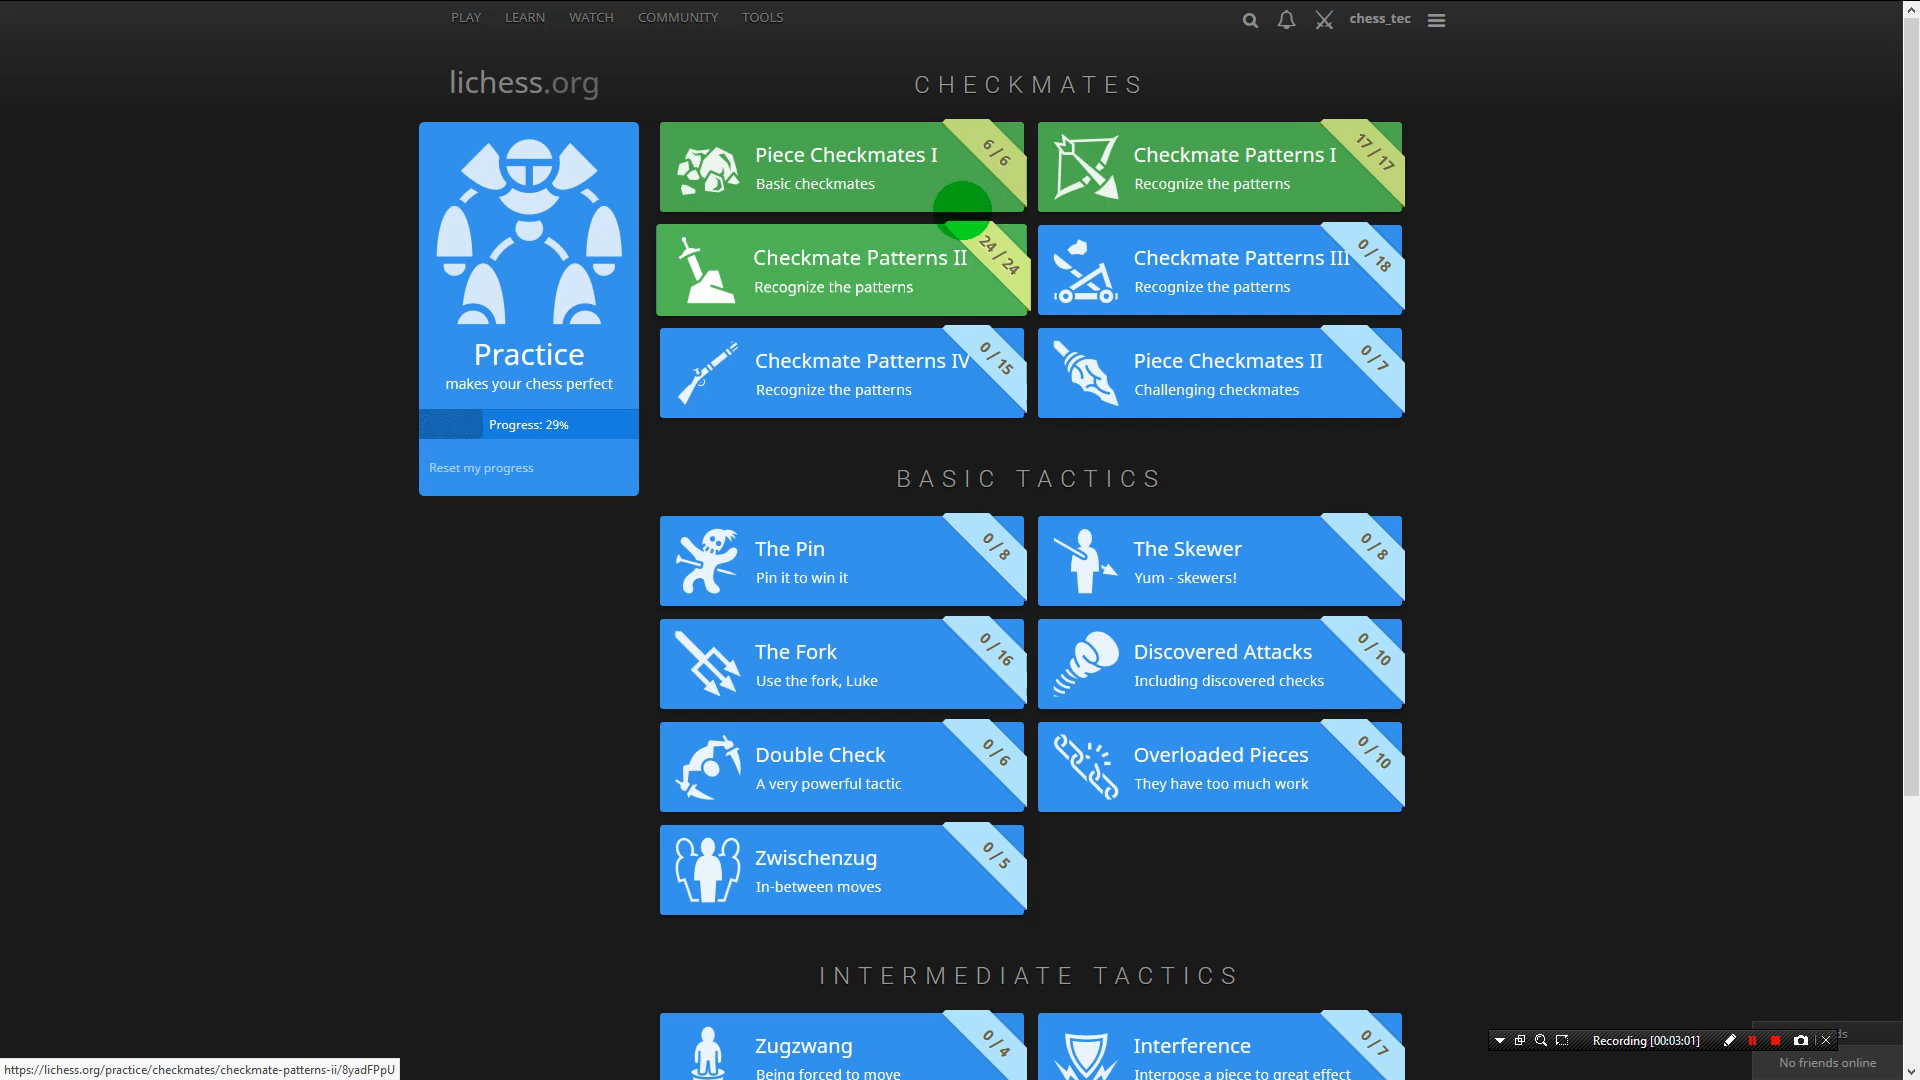 PLAY LEARN WATCH COMMUNITY TOOLS
chess_tec
lichess.org
CHECKMATES
Practice
makes your chess perfect
Progress: 29%
Reset my progress
Piece Checkmates I
Basic checkmates
6 / 6
Checkmate Patterns I
Recognize the patterns
17 / 17
Checkmate Patterns II
Recognize the patterns
24 / 24
Checkmate Patterns III
Recognize the patterns
0 / 18
Checkmate Patterns IV
Recognize the patterns
0 / 15
Piece Checkmates II
Challenging checkmates
0 / 7
BASIC TACTICS
The Pin
Pin it to win it
0 / 8
The Skewer
Yum - skewers!
0 / 8
The Fork
Use the fork, Luke
0 / 16
Discovered Attacks
Including discovered checks
0 / 10
Double Check
A very powerful tactic
0 / 6
Overloaded Pieces
They have too much work
0 / 10
Zwischenzug
In-between moves
0 / 5
INTERMEDIATE TACTICS
Zugzwang
Being forced to move
0 / 4
Interference
Interpose a piece to great effect
0 / 7
Recording [00:03:01]
No friends online
https://lichess.org/practice/checkmates/checkmate-patterns-ii/8yadFPpU